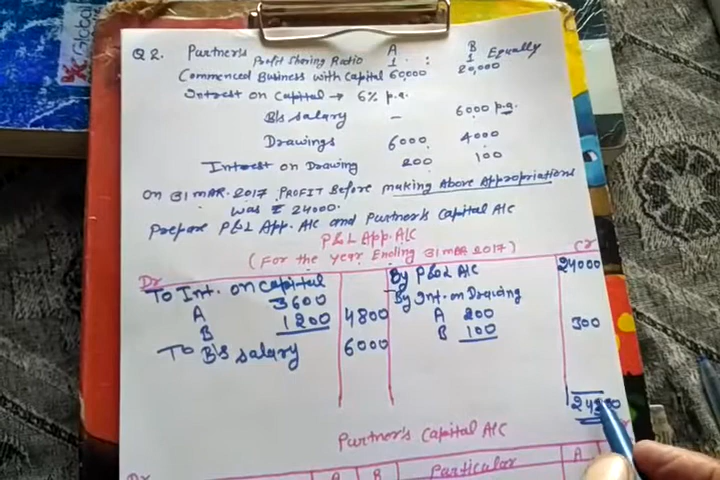 Global
Q2. Partners A B
Profit Sharing Ratio 1 : 1 Equally
Commenced Business with Capital 60,000 20,000
Interest on Capital → 6% p.a.
B's salary - 6000 p.a.
Drawings 6000 4000
Interest on Drawing 200 100
On 31 MAR. 2017 PROFIT Before making Above Appropriations
was ₹ 24000.
Prepare P&L App. A/C and Partner's Capital A/C
P&L App. A/C
(For the year Ending 31 MAR 2017)
Dr Cr
To Int. on capital By P&L A/C 24000
A 3600 By Int. on Drawing
B 1200 4800 A 200
To B's salary 6000 B 100 300
Partner's Capital A/C
Dr
A B Particular A